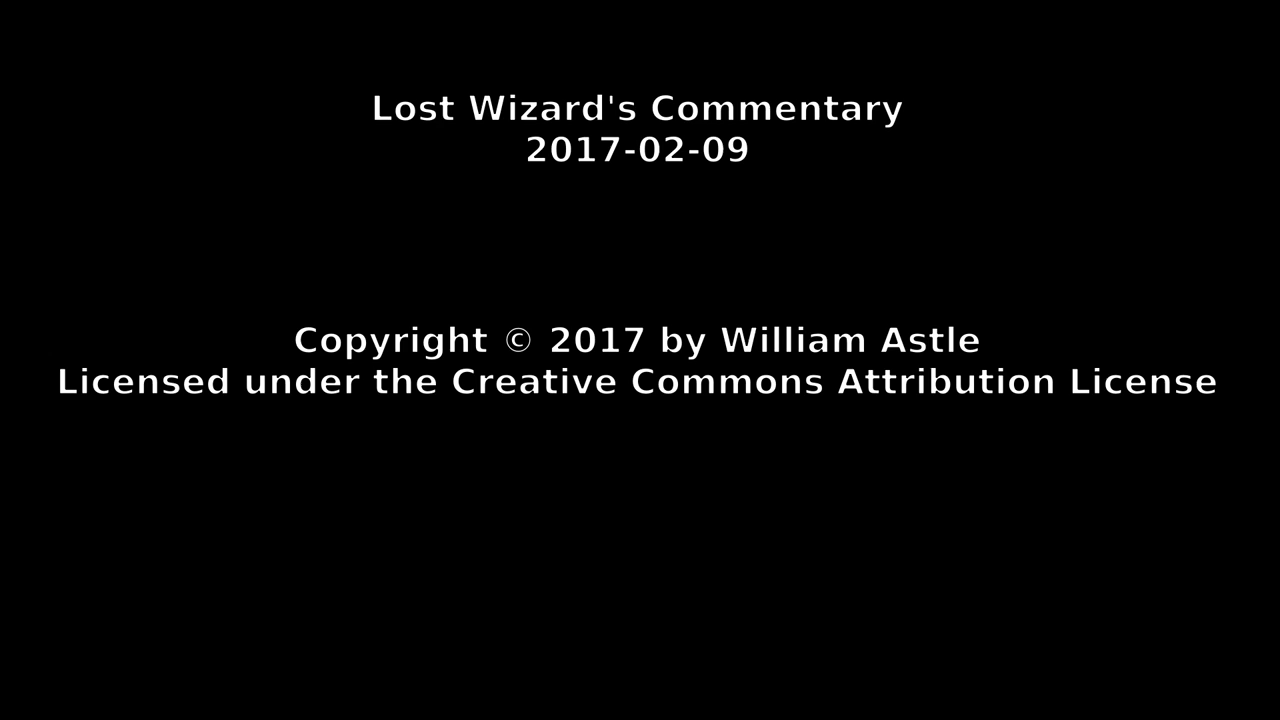 Lost Wizard's Commentary
2017-02-09
Copyright © 2017 by William Astle
Licensed under the Creative Commons Attribution License